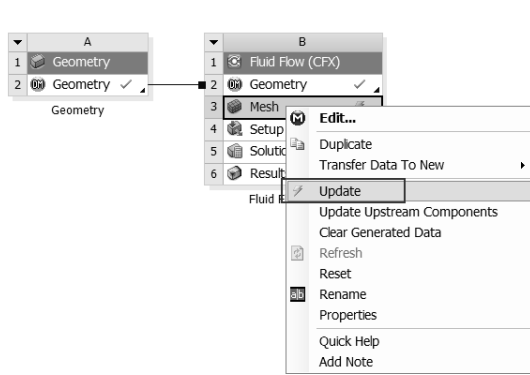 A
1 Geometry
2 Geometry
Geometry
B
1 Fluid Flow (CFX)
2 Geometry
3 Mesh
4 Setup
5 Solutio
6 Result
Fluid F
Edit...
Duplicate
Transfer Data To New
Update
Update Upstream Components
Clear Generated Data
Refresh
Reset
ab Rename
Properties
Quick Help
Add Note